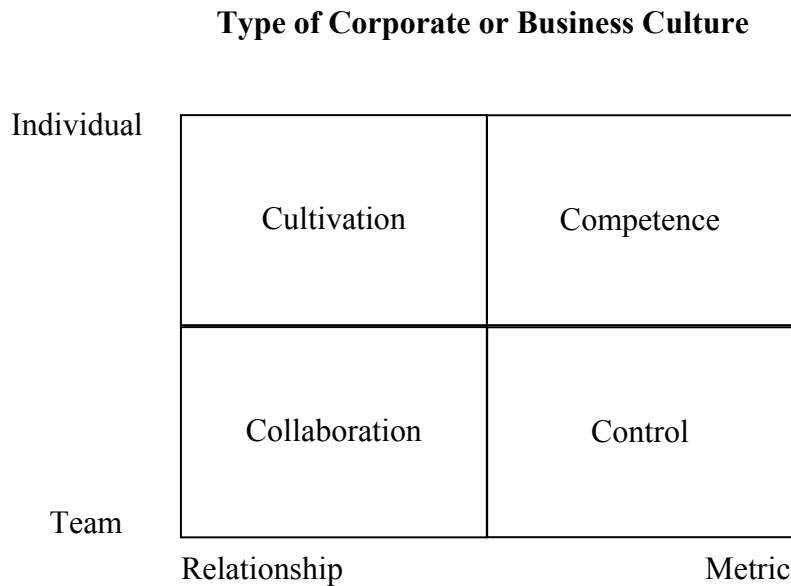 Type of Corporate or Business Culture
Individual
Cultivation
Competence
Collaboration
Control
Team
Relationship
Metric